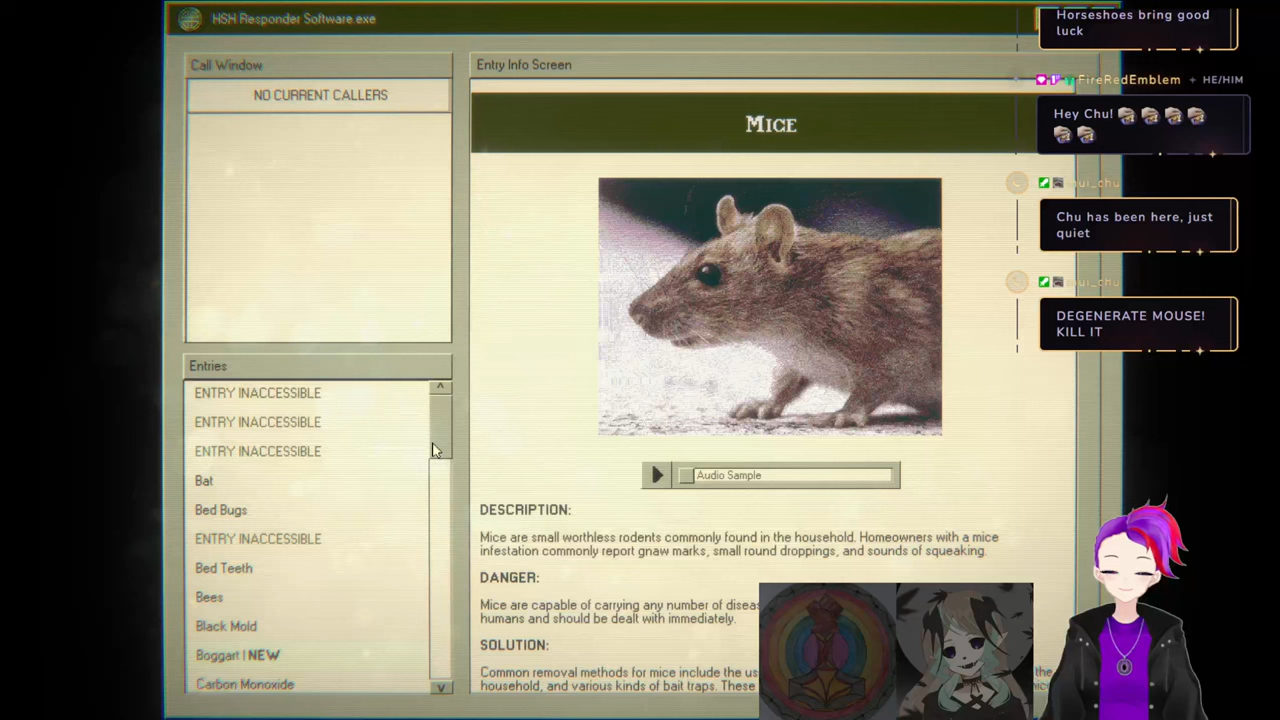 HSH Responder Software.exe
Call Window
NO CURRENT CALLERS
Entries
ENTRY INACCESSIBLE
ENTRY INACCESSIBLE
ENTRY INACCESSIBLE
Bat
Bed Bugs
ENTRY INACCESSIBLE
Bed Teeth
Bees
Black Mold
Boggart | NEW
Carbon Monoxide
Entry Info Screen
MICE
Audio Sample
DESCRIPTION:
Mice are small worthless rodents commonly found in the household. Homeowners with a mice
infestation commonly report gnaw marks, small round droppings, and sounds of squeaking.
DANGER:
Mice are capable of carrying any number of
humans and should be dealt with immediately.
SOLUTION:
Common removal methods for mice include the
household, and various kinds of bait traps. These
Horseshoes bring good
luck
FireRedEmblem + HE/HIM
Hey Chu!
Chu has been here, just
quiet
DEGENERATE MOUSE!
KILL IT